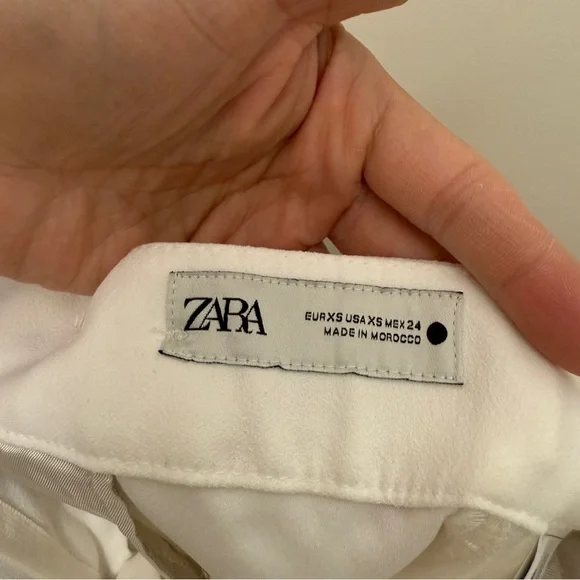 ZARA
EUR XS USA XS MEX 24
MADE IN MOROCCO